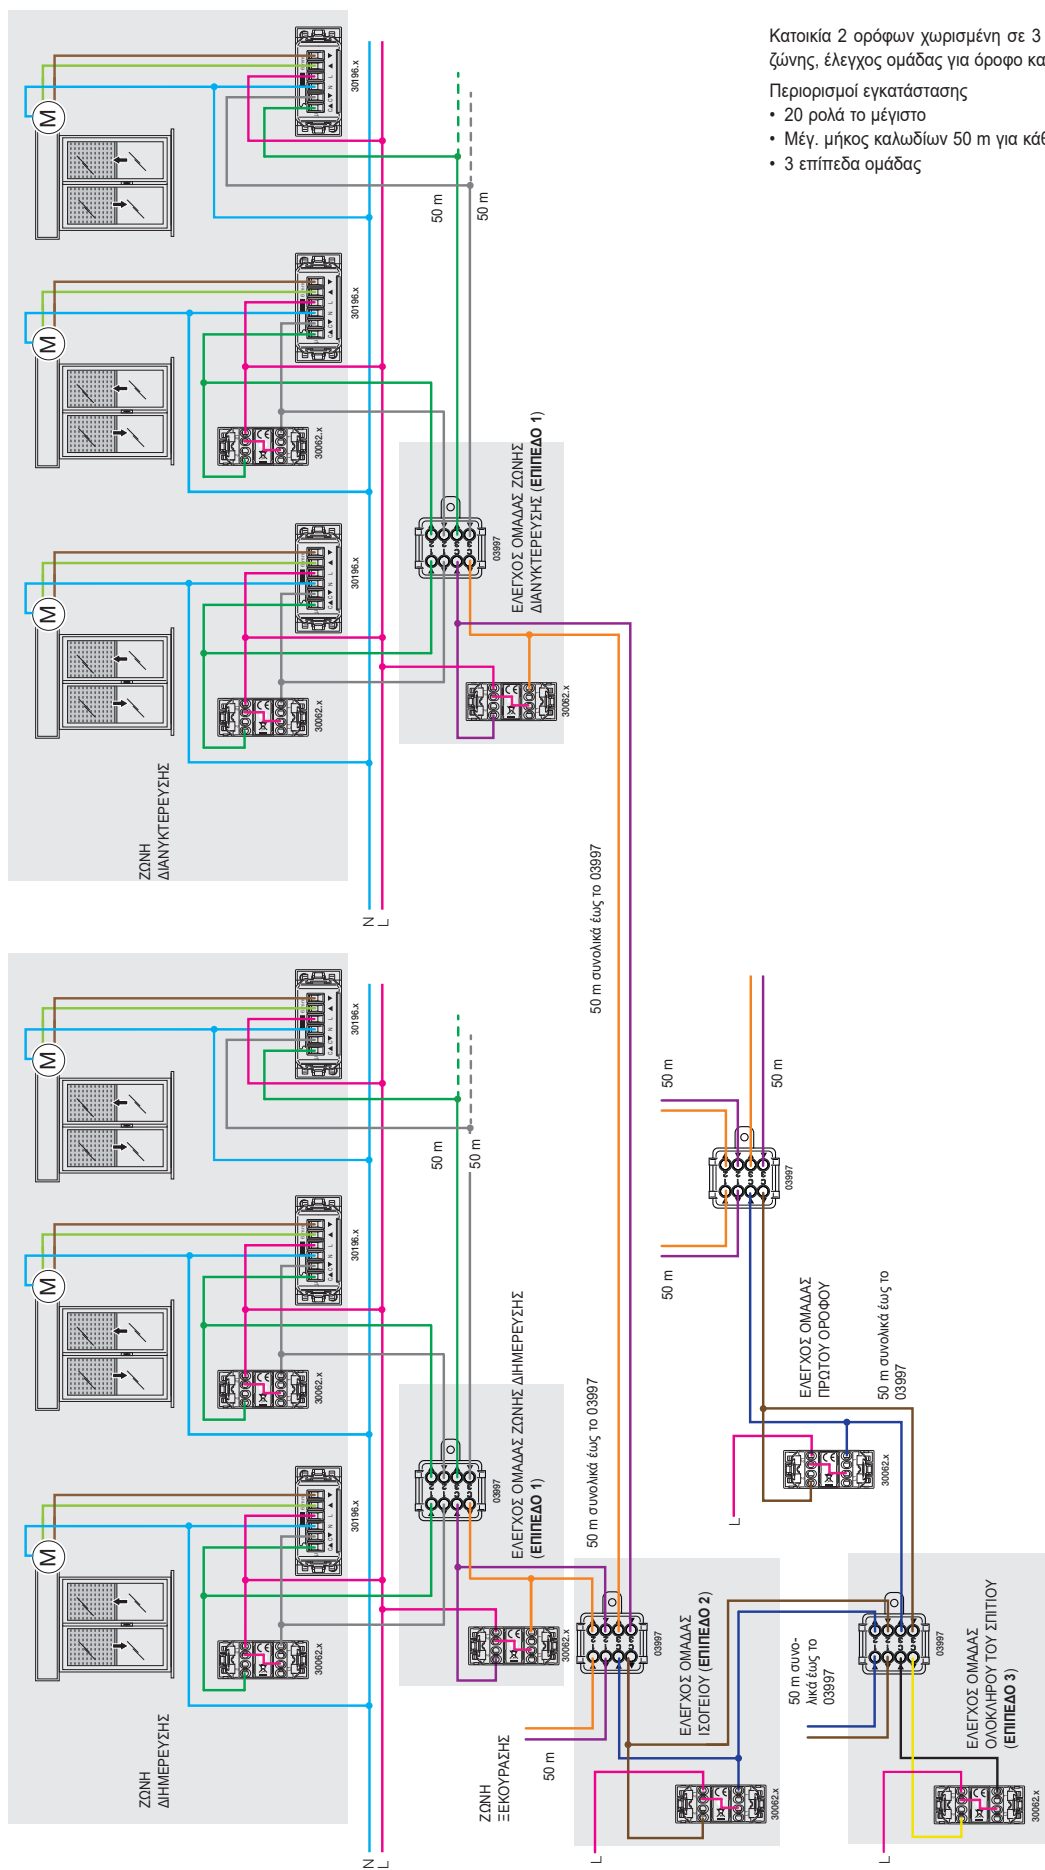 Κατοικία 2 ορόφων χωρισμένη σε 3
ζώνης, έλεγχος ομάδας για όροφο κα
Περιορισμοί εγκατάστασης
• 20 ρολά το μέγιστο
• Μέγ. μήκος καλωδίων 50 m για κάθ
• 3 επίπεδα ομάδας
M
30196.x
M
30196.x
30062.x
M
30196.x
30062.x
ΖΩΝΗ
ΔΙΑΝΥΚΤΕΡΕΥΣΗΣ
N
L
50 m
50 m
03997
ΕΛΕΓΧΟΣ ΟΜΑΔΑΣ ΖΩΝΗΣ
ΔΙΑΝΥΚΤΕΡΕΥΣΗΣ (ΕΠΙΠΕΔΟ 1)
30062.x
50 m συνολικά έως το 03997
M
30196.x
M
30196.x
30062.x
M
30196.x
30062.x
ΖΩΝΗ
ΔΙΗΜΕΡΕΥΣΗΣ
N
L
50 m
50 m
03997
ΕΛΕΓΧΟΣ ΟΜΑΔΑΣ ΖΩΝΗΣ ΔΙΗΜΕΡΕΥΣΗΣ
(ΕΠΙΠΕΔΟ 1)
30062.x
50 m συνολικά έως το 03997
ΖΩΝΗ
ΞΕΚΟΥΡΑΣΗΣ
50 m
03997
ΕΛΕΓΧΟΣ ΟΜΑΔΑΣ
ΙΣΟΓΕΙΟΥ (ΕΠΙΠΕΔΟ 2)
30062.x
L
50 m
50 m
50 m
03997
ΕΛΕΓΧΟΣ ΟΜΑΔΑΣ
ΠΡΩΤΟΥ ΟΡΟΦΟΥ
50 m συνολικά έως το
03997
30062.x
L
50 m συνο-
λικά έως το
03997
03997
ΕΛΕΓΧΟΣ ΟΜΑΔΑΣ
ΟΛΟΚΛΗΡΟΥ ΤΟΥ ΣΠΙΤΙΟΥ
(ΕΠΙΠΕΔΟ 3)
30062.x
L